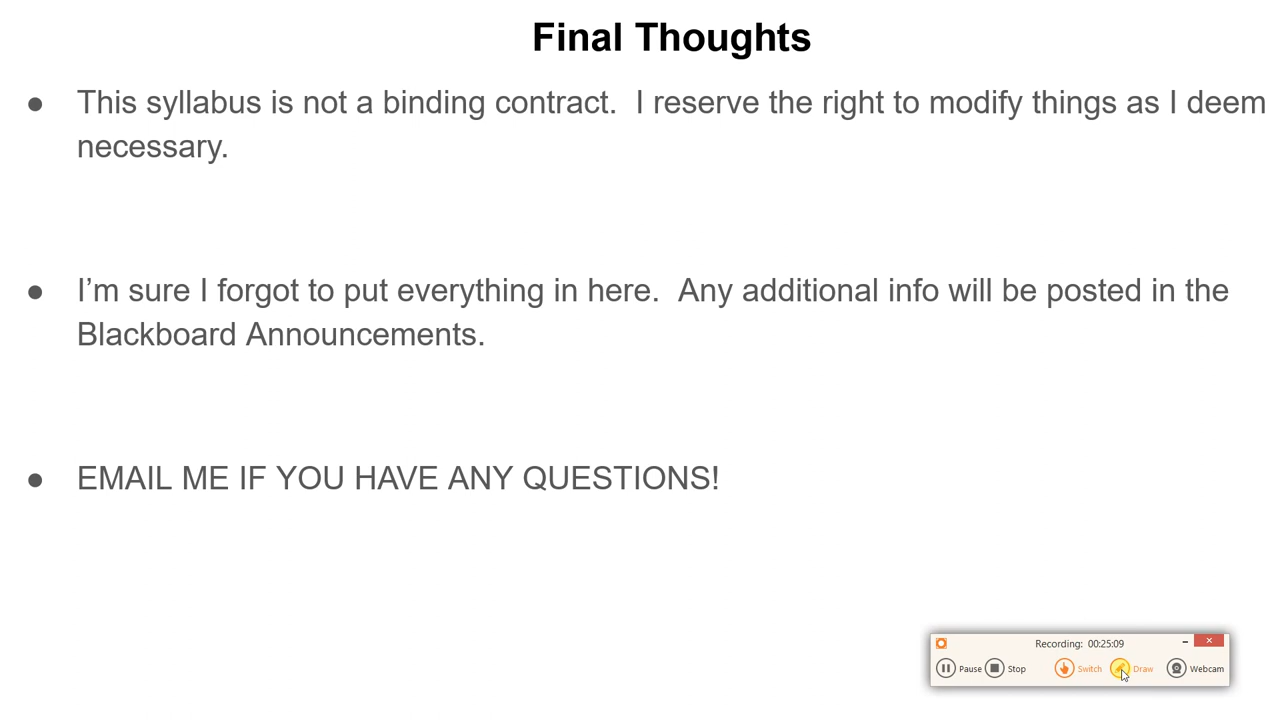 Final Thoughts
● This syllabus is not a binding contract.  I reserve the right to modify things as I deem
necessary.
● I’m sure I forgot to put everything in here.  Any additional info will be posted in the
Blackboard Announcements.
● EMAIL ME IF YOU HAVE ANY QUESTIONS!
Recording:  00:25:09
Pause Stop Switch Draw Webcam